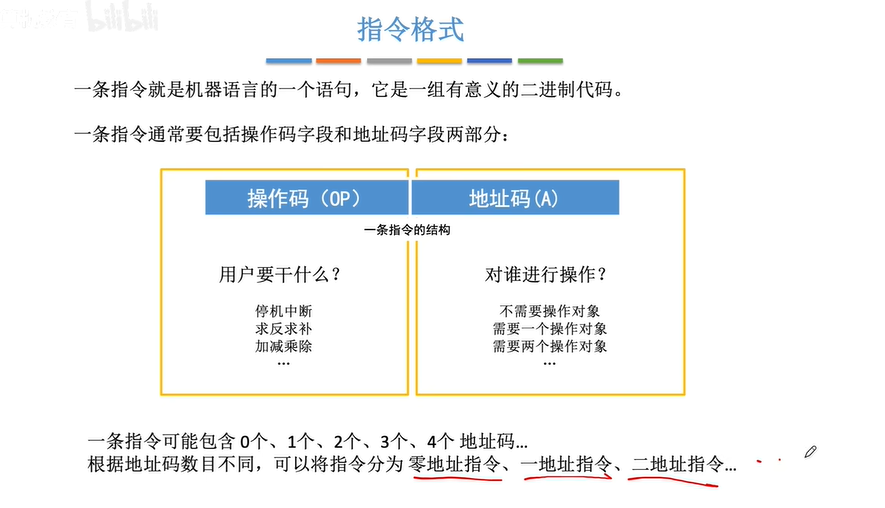 bilibili
指令格式
一条指令就是机器语言的一个语句，它是一组有意义的二进制代码。
一条指令通常要包括操作码字段和地址码字段两部分：
操作码（OP）
地址码(A)
一条指令的结构
用户要干什么？
停机中断
求反求补
加减乘除
…
对谁进行操作？
不需要操作对象
需要一个操作对象
需要两个操作对象
…
一条指令可能包含 0个、1个、2个、3个、4个 地址码…
根据地址码数目不同，可以将指令分为 零地址指令、一地址指令、二地址指令…